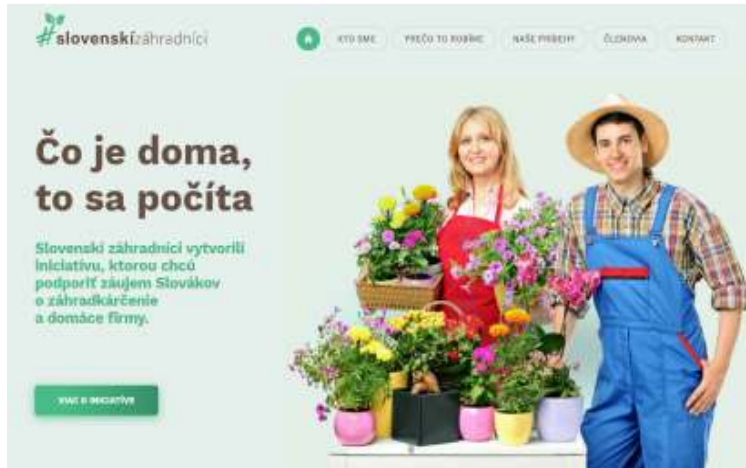 #slovenskízáhradníci
KTO SME
PREČO TO ROBÍME
NAŠE PRÍBEHY
ČLENOVIA
KONTAKT
Čo je doma,
to sa počíta
Slovenskí záhradníci vytvorili
iniciatívu, ktorou chcú
podporiť záujem Slovákov
o záhradkárčenie
a domáce firmy.
VIAC O INICIATÍVE